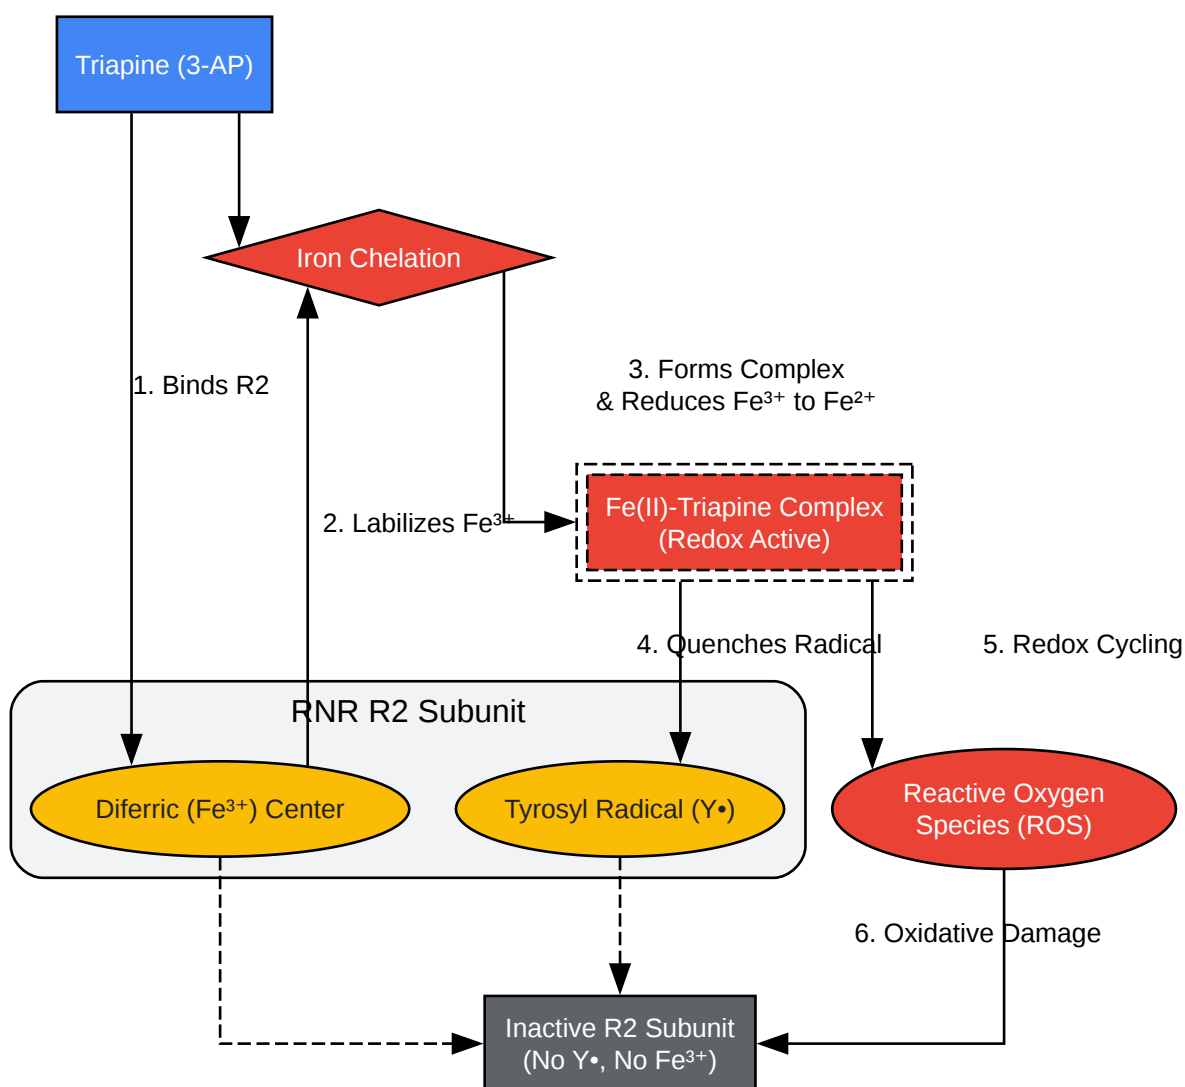 Triapine (3-AP)
Iron Chelation
1. Binds R2
3. Forms Complex
& Reduces Fe³⁺ to Fe²⁺
2. Labilizes Fe³⁺
Fe(II)-Triapine Complex
(Redox Active)
4. Quenches Radical
5. Redox Cycling
RNR R2 Subunit
Diferric (Fe³⁺) Center
Tyrosyl Radical (Y•)
Reactive Oxygen
Species (ROS)
6. Oxidative Damage
Inactive R2 Subunit
(No Y•, No Fe³⁺)